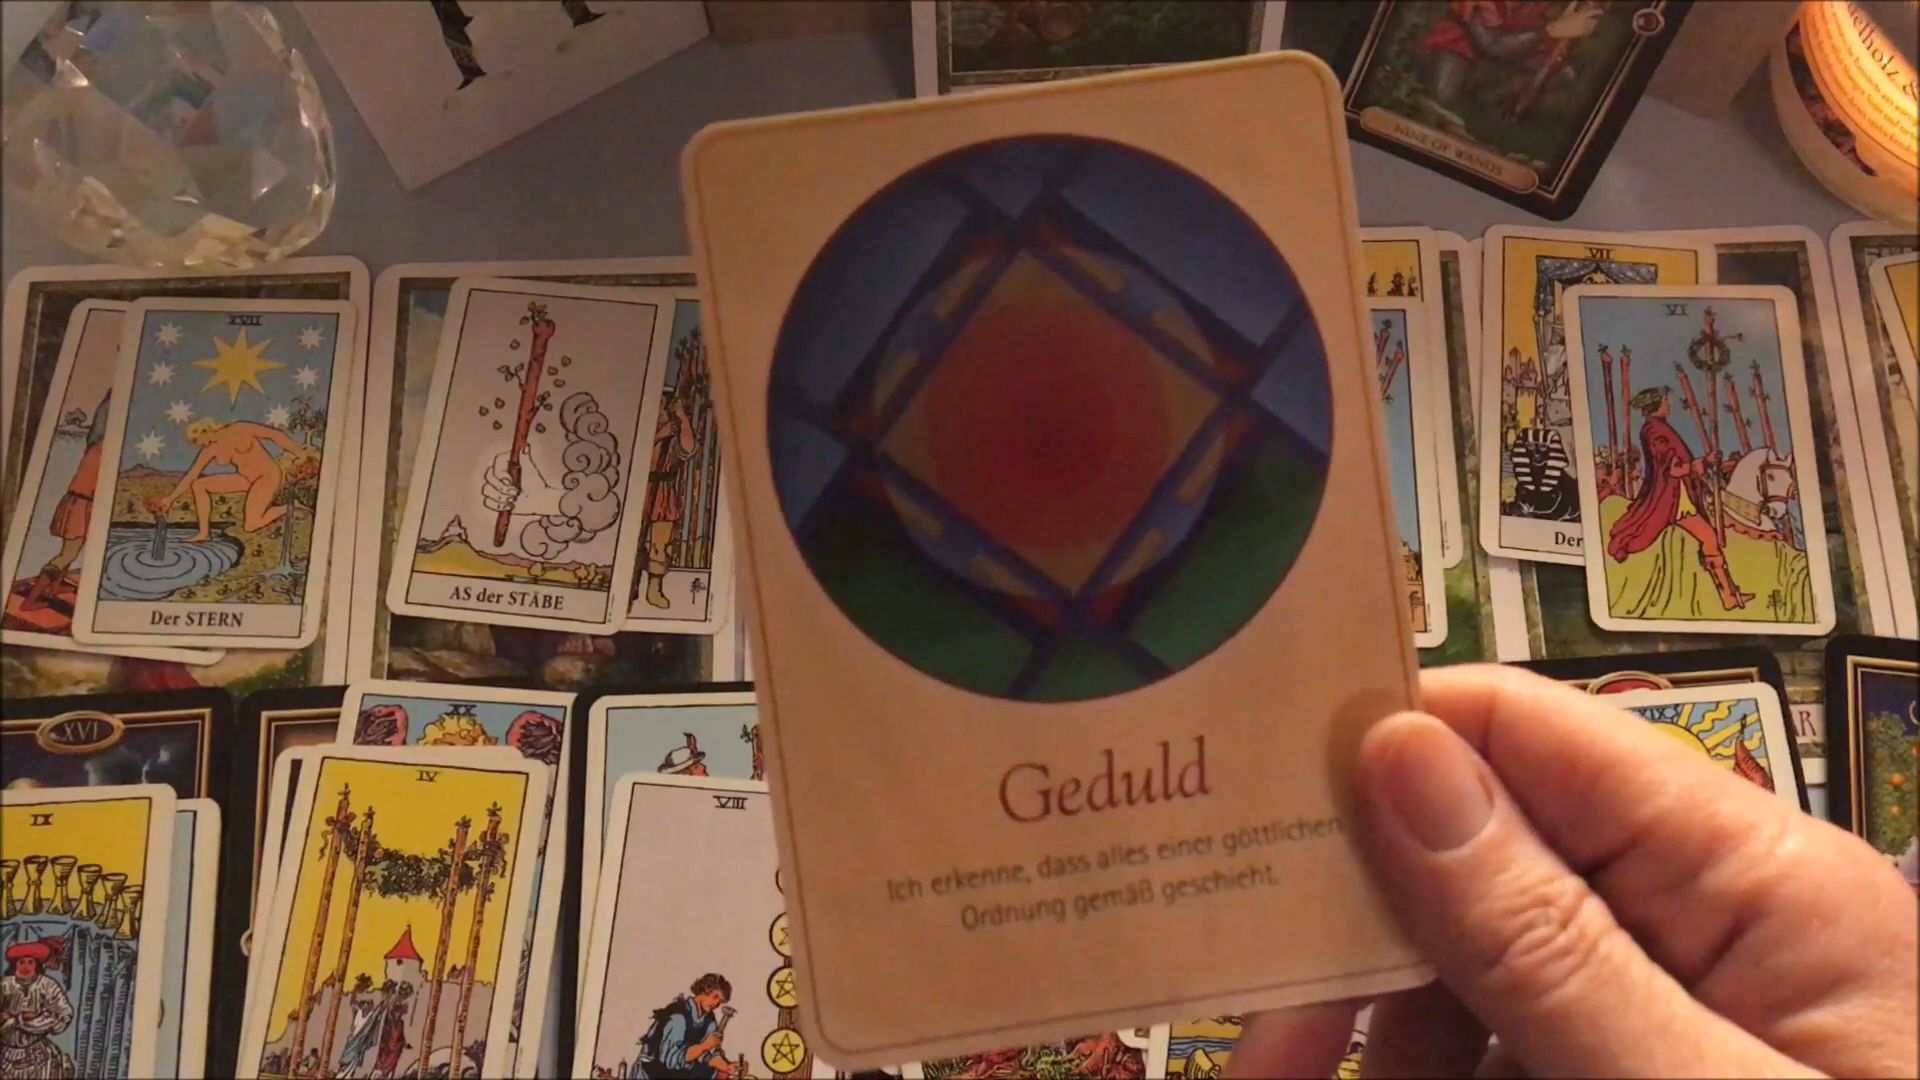 NINE OF WANDS
VII
VI
XVII
Der STERN
AS der STÄBE
Der
XVI
XX
IV
IX
VIII
XIX
AR
Geduld
Ich erkenne, dass alles einer göttlichen
Ordnung gemäß geschieht.